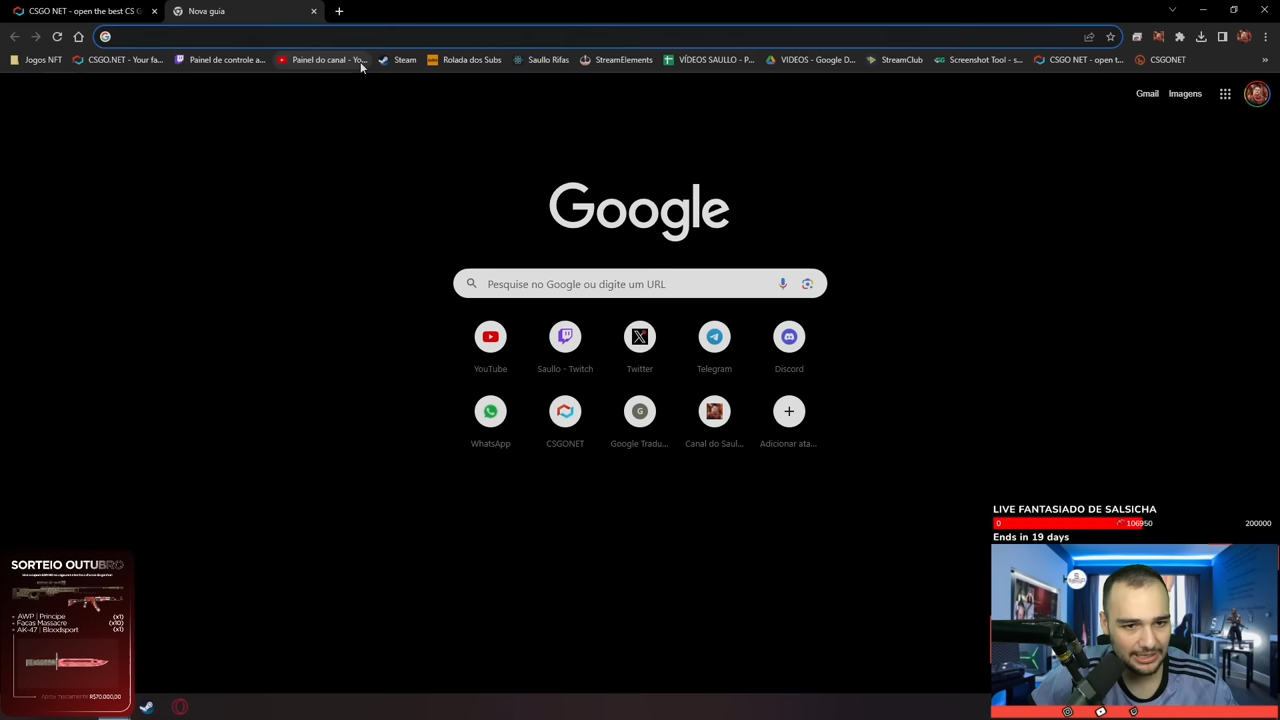 CSGO NET - open the best CS G
Nova guia
Jogos NFT
CSGO.NET - Your fa...
Painel de controle a...
Painel do canal - Yo...
Steam
Rolada dos Subs
Saullo Rifas
StreamElements
VÍDEOS SAULLO - P...
VIDEOS - Google D...
StreamClub
Screenshot Tool - s...
CSGO NET - open t...
CSGONET
»
Gmail
Imagens
Google
Pesquise no Google ou digite um URL
YouTube
Saullo - Twitch
Twitter
Telegram
Discord
WhatsApp
CSGONET
Google Tradu...
Canal do Saul...
Adicionar ata...
LIVE FANTASIADO DE SALSICHA
0
106950
200000
Ends in 19 days
SORTEIO OUTUBRO
AWP | Príncipe (x1)
Facas Massacre (x10)
AK-47 | Bloodsport (x1)
R$70.000,00